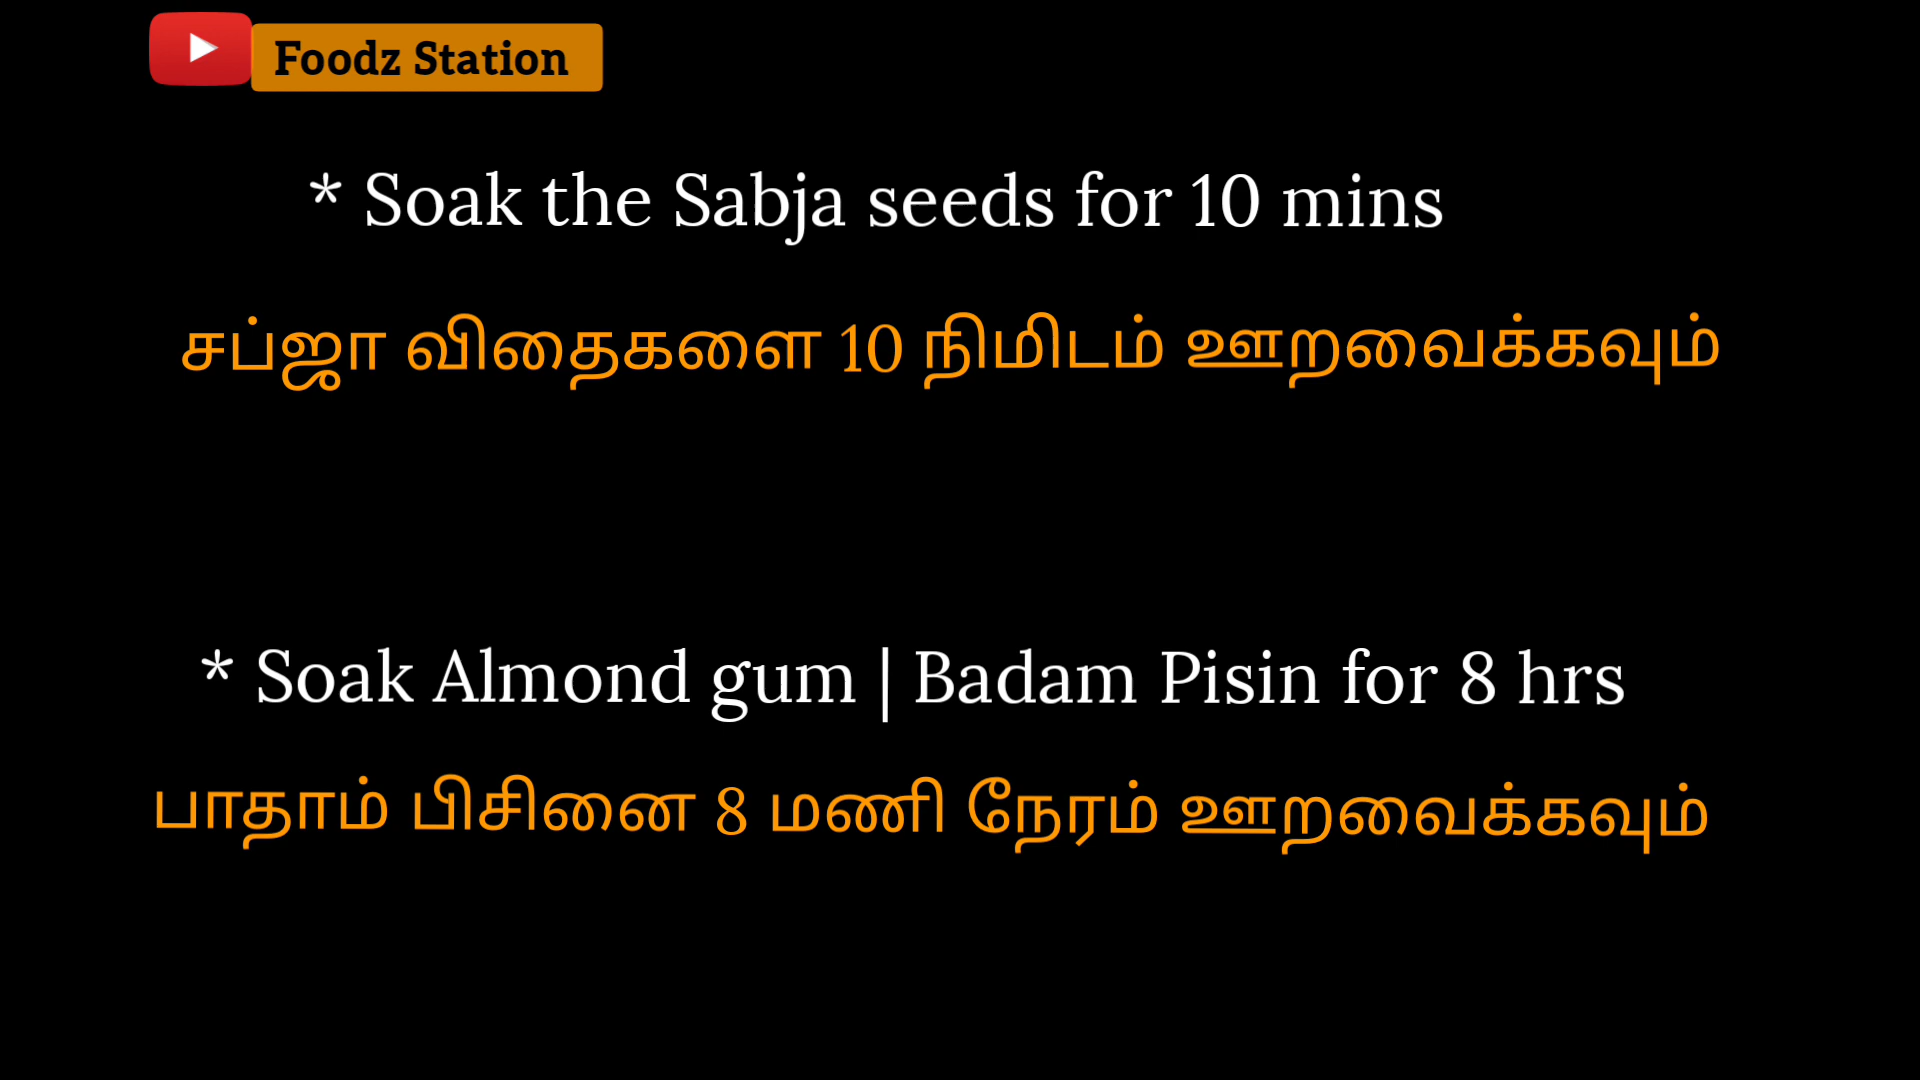 Foodz Station
* Soak the Sabja seeds for 10 mins
சப்ஜா விதைகளை 10 நிமிடம் ஊறவைக்கவும்
* Soak Almond gum | Badam Pisin for 8 hrs
பாதாம் பிசினை 8 மணி நேரம் ஊறவைக்கவும்